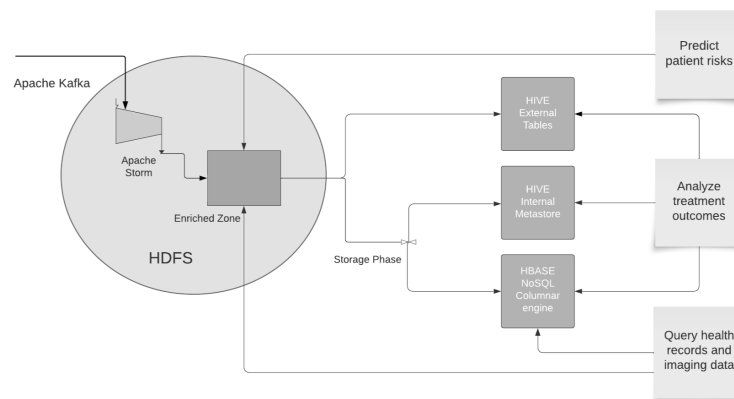 Predict
patient risks
Apache Kafka
HIVE
External
Tables
Apache
Storm
HIVE
Internal
Metastore
Analyze
treatment
outcomes
Enriched Zone
HDFS
Storage Phase
HBASE
NoSQL
Columnar
engine
Query health
records and
imaging data